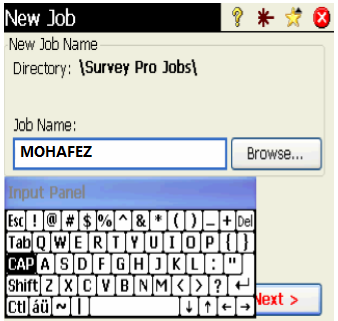 New Job
New Job Name
Directory: \Survey Pro Jobs\
Job Name:
MOHAFEZ
Browse...
Input Panel
Esc ! @ # $ % ^ & * ( ) _ + Del
Tab Q W E R T Y U I O P { }
CAP A S D F G H J K L : "
Shift Z X C V B N M < > ? ↵
Ctl áü ~ | ↓ ↑ ← →
Next >